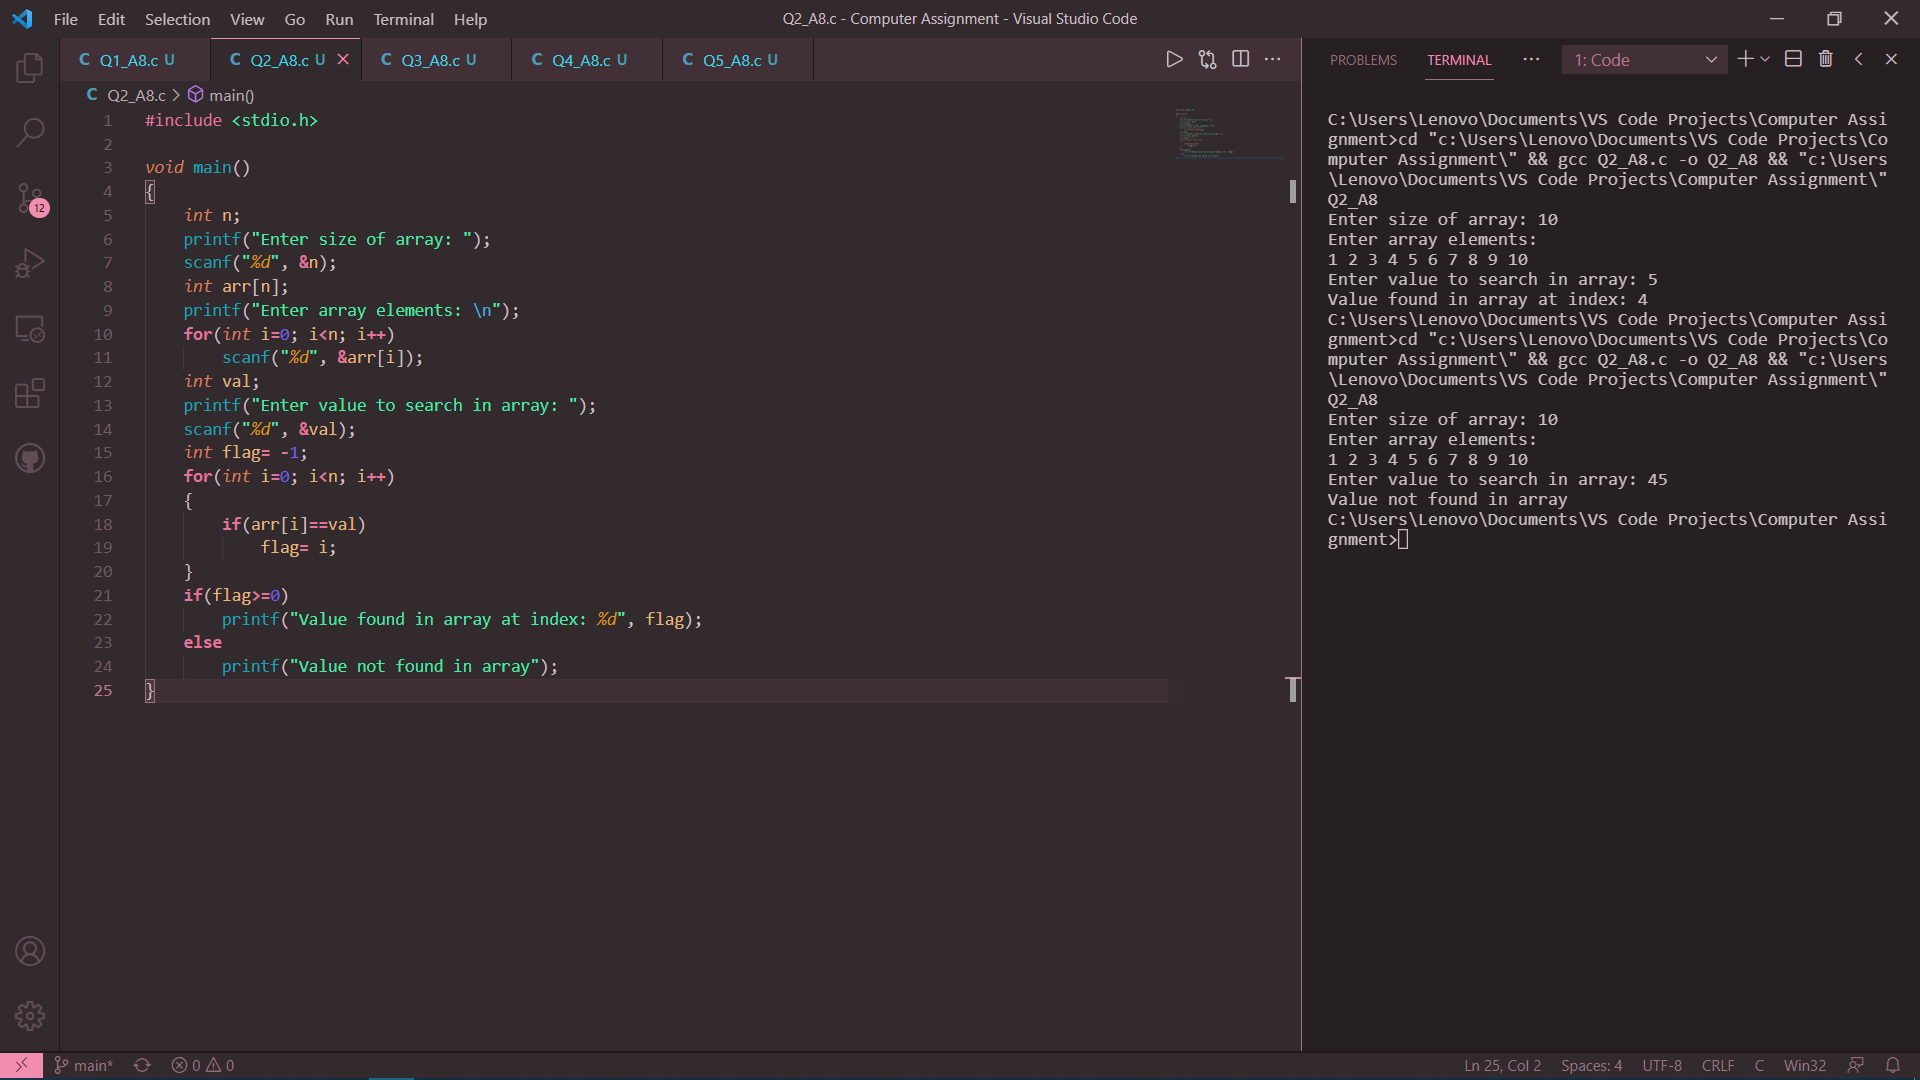 File Edit Selection View Go Run Terminal Help
Q2_A8.c - Computer Assignment - Visual Studio Code
C Q1_A8.c U C Q2_A8.c U C Q3_A8.c U C Q4_A8.c U C Q5_A8.c U
C Q2_A8.c > main()
1 #include <stdio.h>
2
3 void main()
4 {
5     int n;
6     printf("Enter size of array: ");
7     scanf("%d", &n);
8     int arr[n];
9     printf("Enter array elements: \n");
10     for(int i=0; i<n; i++)
11         scanf("%d", &arr[i]);
12     int val;
13     printf("Enter value to search in array: ");
14     scanf("%d", &val);
15     int flag= -1;
16     for(int i=0; i<n; i++)
17     {
18         if(arr[i]==val)
19             flag= i;
20     }
21     if(flag>=0)
22         printf("Value found in array at index: %d", flag);
23     else
24         printf("Value not found in array");
25 }
PROBLEMS TERMINAL ··· 1: Code
C:\Users\Lenovo\Documents\VS Code Projects\Computer Assi
gnment>cd "c:\Users\Lenovo\Documents\VS Code Projects\Co
mputer Assignment\" && gcc Q2_A8.c -o Q2_A8 && "c:\Users
\Lenovo\Documents\VS Code Projects\Computer Assignment\"
Q2_A8
Enter size of array: 10
Enter array elements:
1 2 3 4 5 6 7 8 9 10
Enter value to search in array: 5
Value found in array at index: 4
C:\Users\Lenovo\Documents\VS Code Projects\Computer Assi
gnment>cd "c:\Users\Lenovo\Documents\VS Code Projects\Co
mputer Assignment\" && gcc Q2_A8.c -o Q2_A8 && "c:\Users
\Lenovo\Documents\VS Code Projects\Computer Assignment\"
Q2_A8
Enter size of array: 10
Enter array elements:
1 2 3 4 5 6 7 8 9 10
Enter value to search in array: 45
Value not found in array
C:\Users\Lenovo\Documents\VS Code Projects\Computer Assi
gnment>
12
main* 0 0
Ln 25, Col 2 Spaces: 4 UTF-8 CRLF C Win32